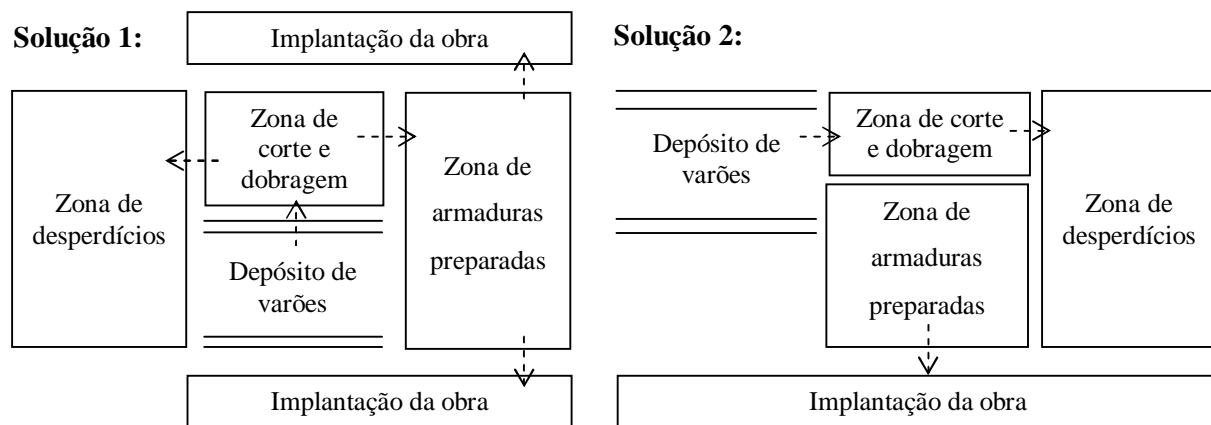 Solução 1:
Implantação da obra
Zona de
desperdícios
Zona de
corte e
dobragem
Depósito de
varões
Zona de
armaduras
preparadas
Implantação da obra
Solução 2:
Depósito de
varões
Zona de corte
e dobragem
Zona de
armaduras
preparadas
Zona de
desperdícios
Implantação da obra